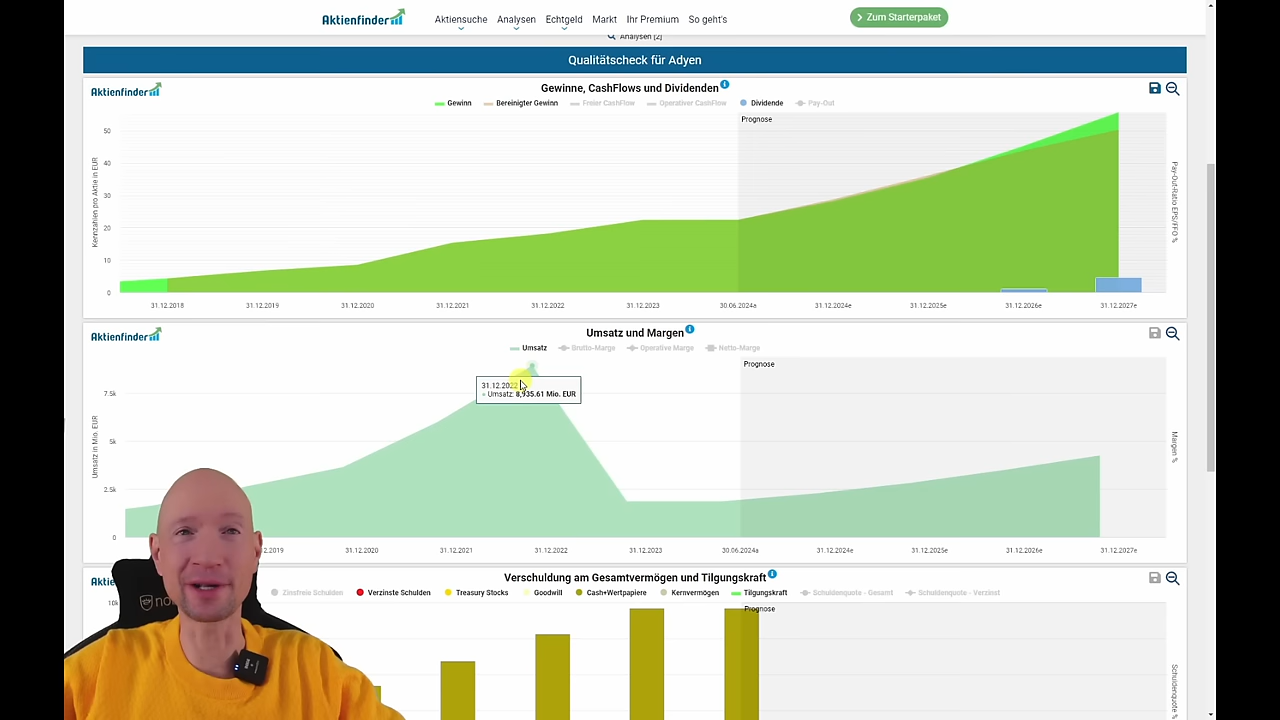 Aktienfinder
Aktiensuche Analysen Echtgeld Markt Ihr Premium So geht's
Zum Starterpaket
Analysen [2]
Qualitätscheck für Adyen
Aktienfinder
Gewinne, CashFlows und Dividenden
Gewinn Bereinigter Gewinn Freier CashFlow Operativer CashFlow Dividende Pay-Out
Prognose
Kennzahlen pro Aktie in EUR
50
40
30
20
10
0
Pay-Out-Ratio EPS/FFO %
31.12.2018 31.12.2019 31.12.2020 31.12.2021 31.12.2022 31.12.2023 30.06.2024a 31.12.2024e 31.12.2025e 31.12.2026e 31.12.2027e
Aktienfinder
Umsatz und Margen
Umsatz Brutto-Marge Operative Marge Netto-Marge
Prognose
Umsatz in Mio. EUR
7.5k
5k
2.5k
0
Margen %
31.12.2022
Umsatz: 8,935.61 Mio. EUR
2.2019 31.12.2020 31.12.2021 31.12.2022 31.12.2023 30.06.2024a 31.12.2024e 31.12.2025e 31.12.2026e 31.12.2027e
Aktie
Verschuldung am Gesamtvermögen und Tilgungskraft
Zinsfreie Schulden Verzinste Schulden Treasury Stocks Goodwill Cash+Wertpapiere Kernvermögen Tilgungskraft Schuldenquote - Gesamt Schuldenquote - Verzinst
10k
Prognose
Schuldenquote %